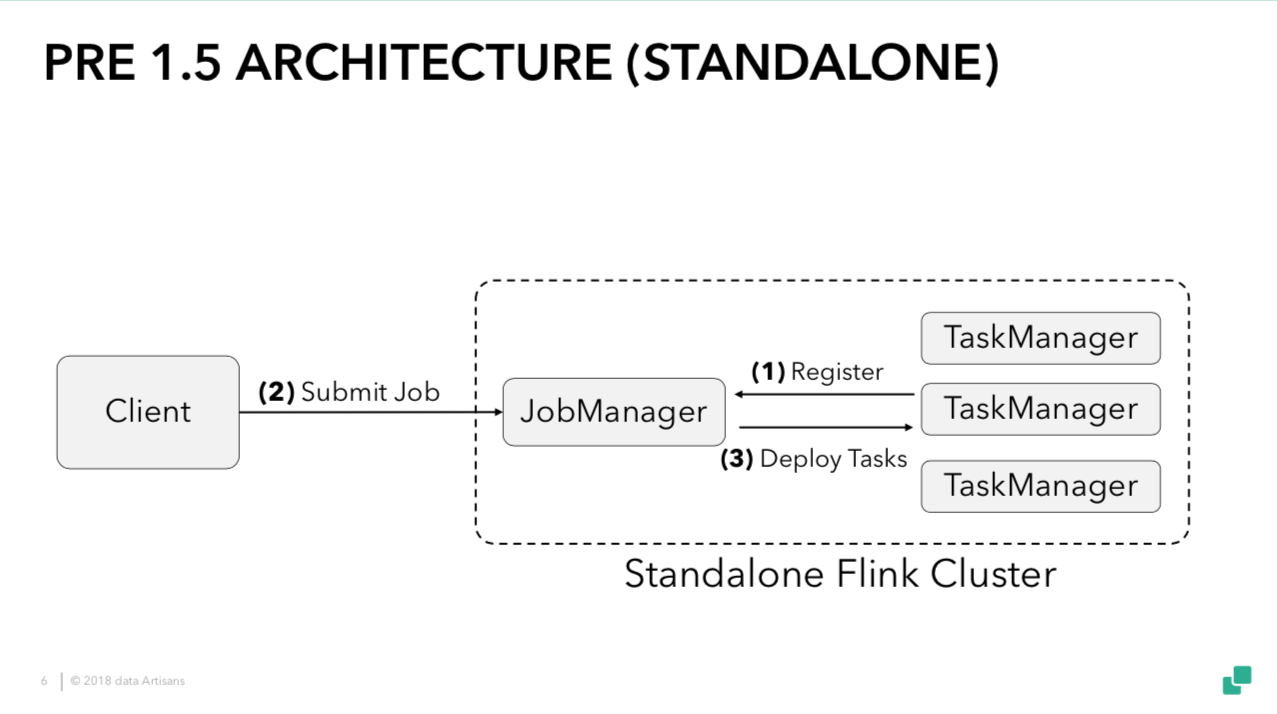 PRE 1.5 ARCHITECTURE (STANDALONE)
Client
(2) Submit Job
JobManager
(1) Register
(3) Deploy Tasks
TaskManager
TaskManager
TaskManager
Standalone Flink Cluster
6 | © 2018 data Artisans